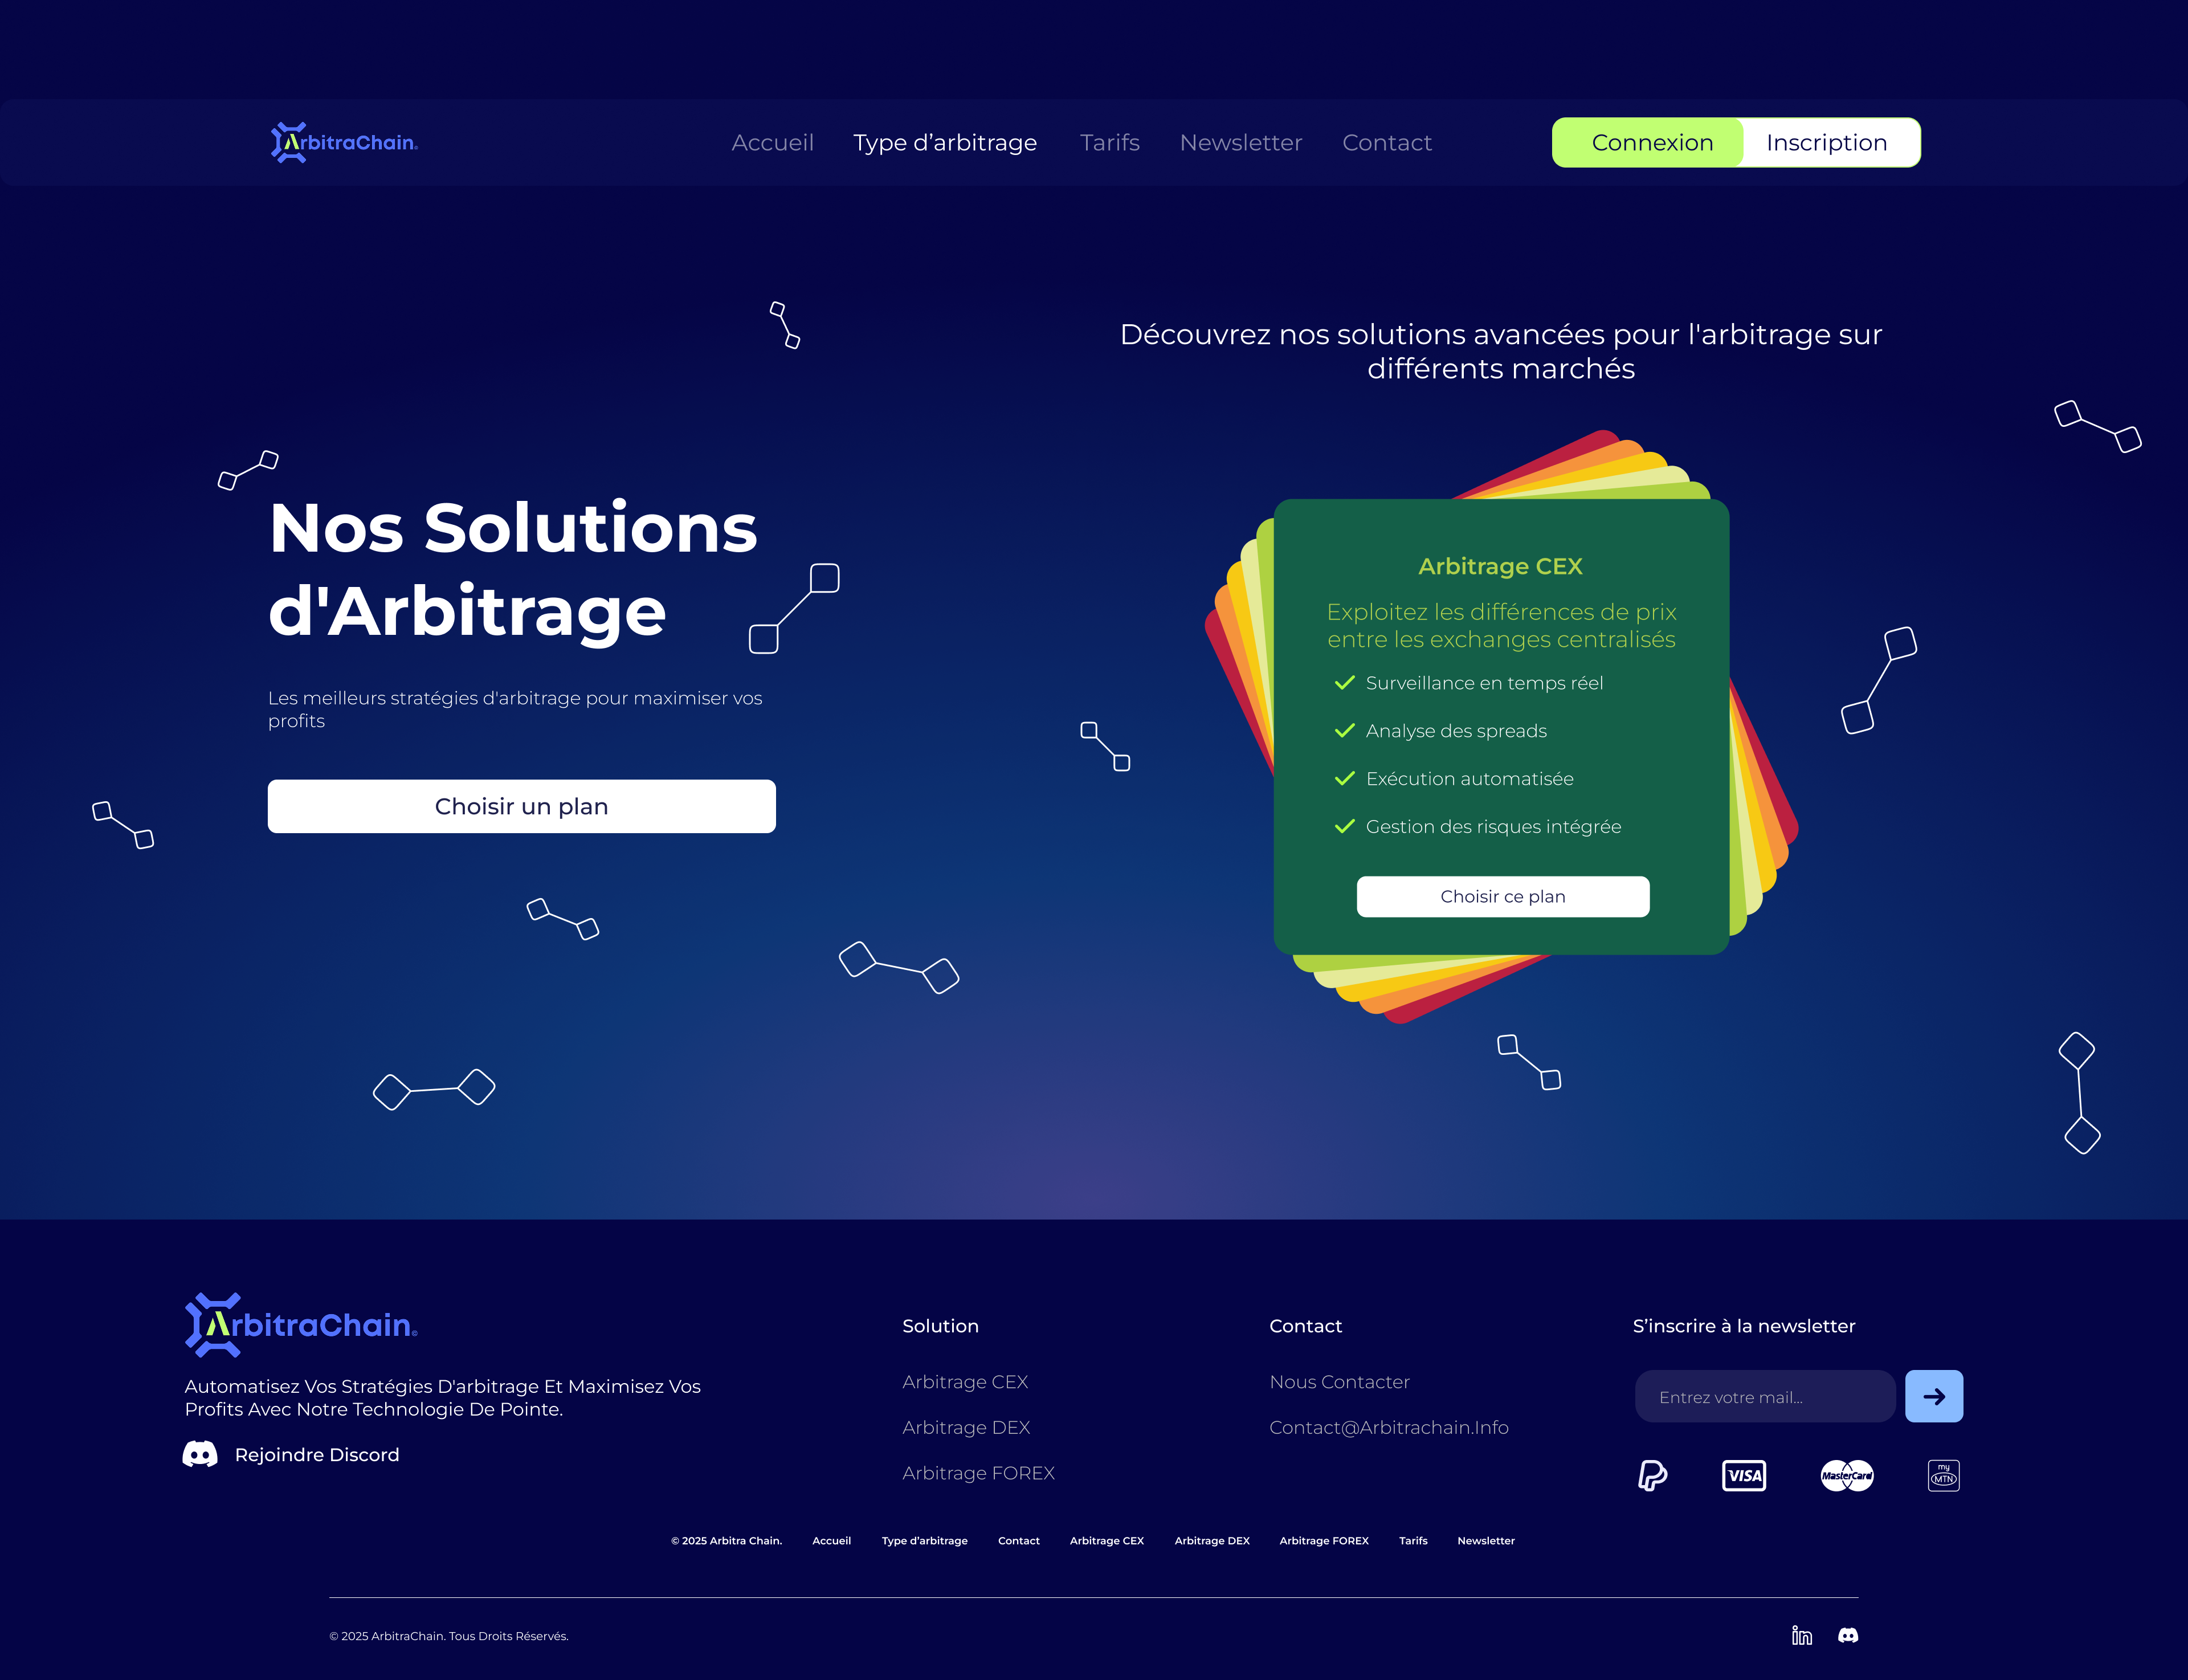 ArbitraChain
Accueil
Type d’arbitrage
Tarifs
Newsletter
Contact
Connexion
Inscription
Découvrez nos solutions avancées pour l'arbitrage sur
différents marchés
Nos Solutions
d'Arbitrage
Les meilleurs stratégies d'arbitrage pour maximiser vos
profits
Choisir un plan
Arbitrage CEX
Exploitez les différences de prix
entre les exchanges centralisés
Surveillance en temps réel
Analyse des spreads
Exécution automatisée
Gestion des risques intégrée
Choisir ce plan
ArbitraChain©
Automatisez Vos Stratégies D'arbitrage Et Maximisez Vos
Profits Avec Notre Technologie De Pointe.
Rejoindre Discord
Solution
Arbitrage CEX
Arbitrage DEX
Arbitrage FOREX
Contact
Nous Contacter
Contact@Arbitrachain.Info
S’inscrire à la newsletter
Entrez votre mail...
VISA
MasterCard
my
MTN
© 2025 Arbitra Chain.
Accueil
Type d’arbitrage
Contact
Arbitrage CEX
Arbitrage DEX
Arbitrage FOREX
Tarifs
Newsletter
© 2025 ArbitraChain. Tous Droits Réservés.
in